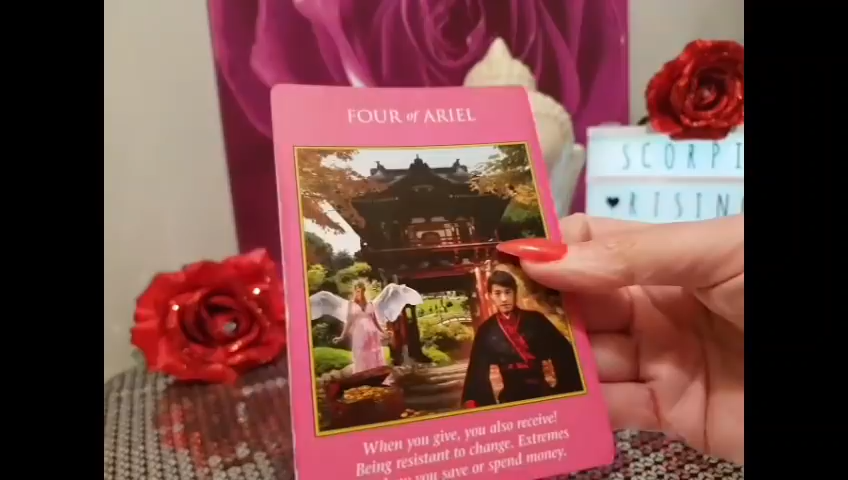 FOUR of ARIEL
SCORPI
♥RISING
When you give, you also receive!
Being resistant to change. Extremes
you save or spend money.